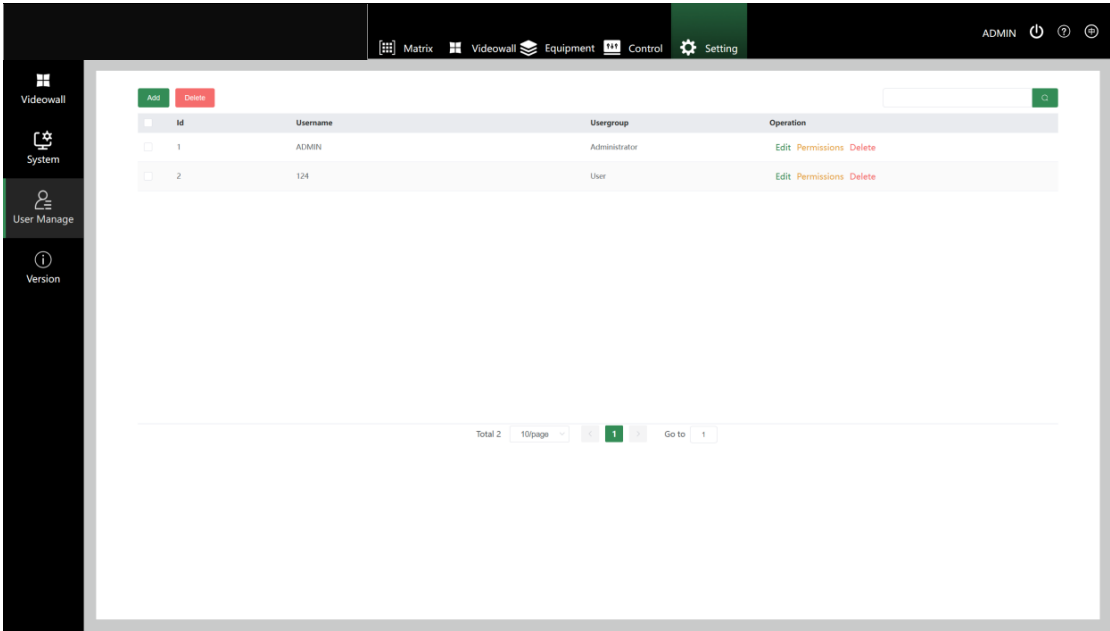 Matrix Videowall Equipment Control Setting ADMIN 中
Videowall
System
User Manage
Version
Add Delete
Id Username Usergroup Operation
1 ADMIN Administrator Edit Permissions Delete
2 124 User Edit Permissions Delete
Total 2 10/page 1 Go to 1